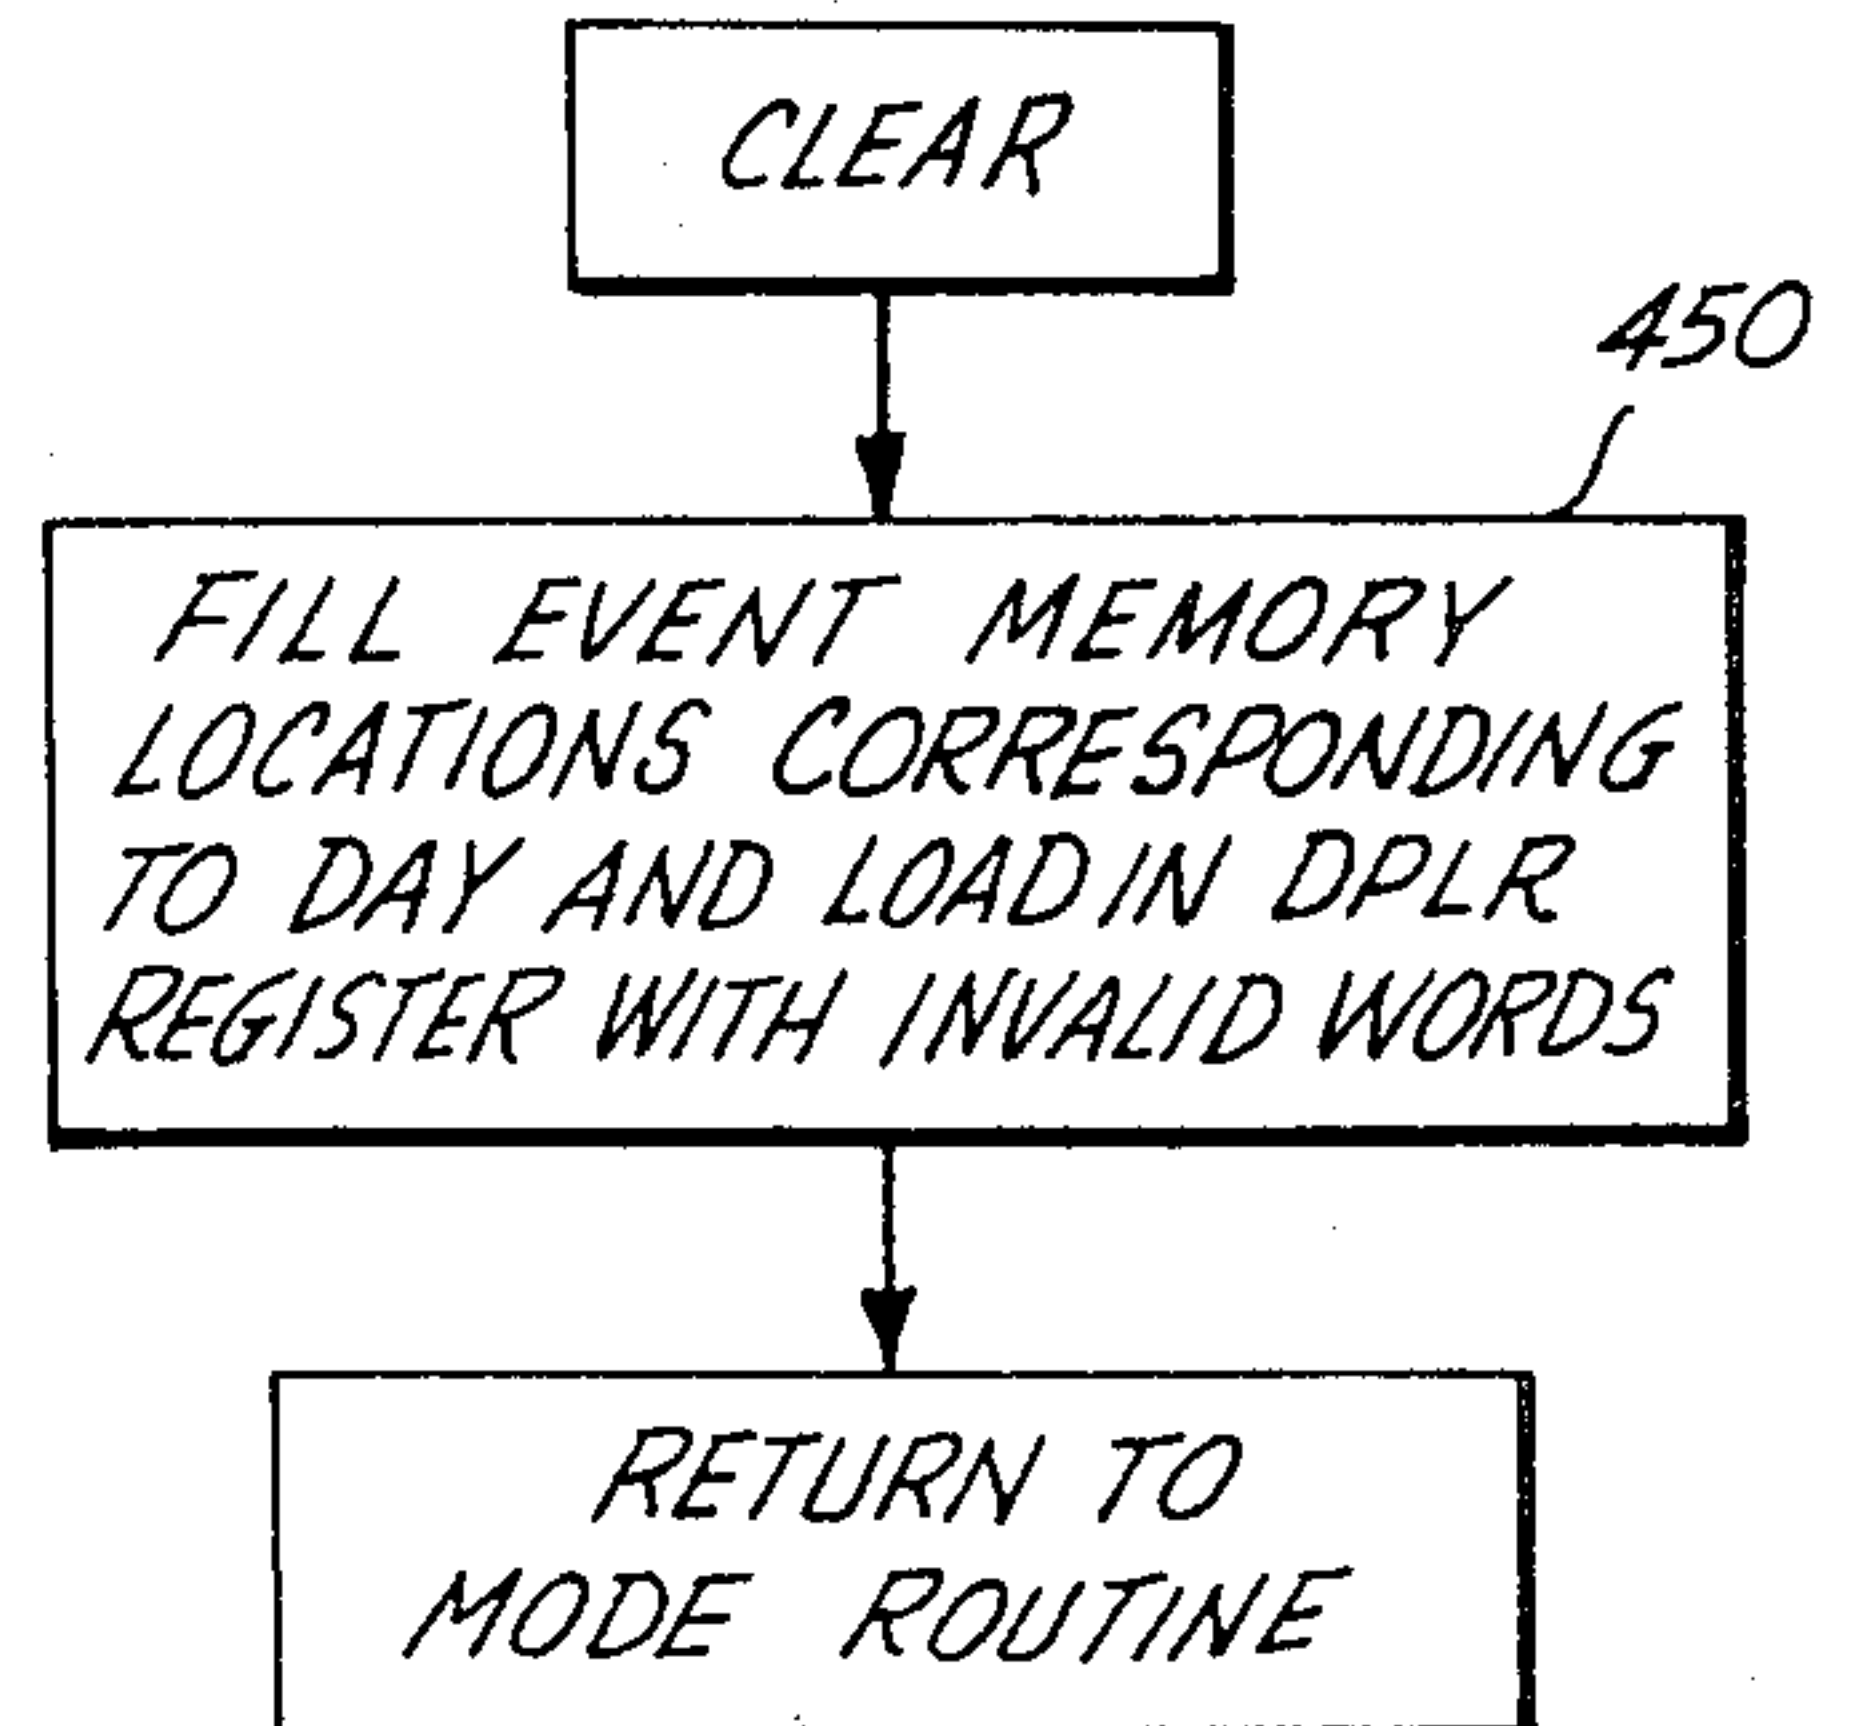 CLEAR
450
FILL EVENT MEMORY
LOCATIONS CORRESPONDING
TO DAY AND LOAD IN DPLR
REGISTER WITH INVALID WORDS
RETURN TO
MODE ROUTINE